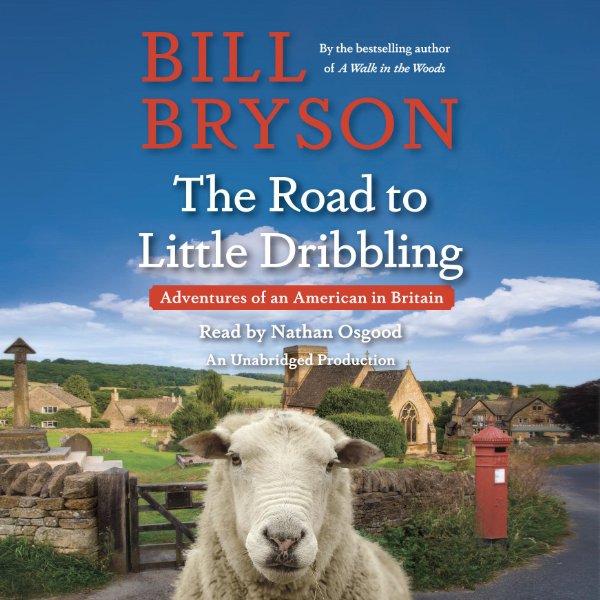 BILL
By the bestselling author
of A Walk in the Woods
BRYSON
The Road to
Little Dribbling
Adventures of an American in Britain
Read by Nathan Osgood
An Unabridged Production